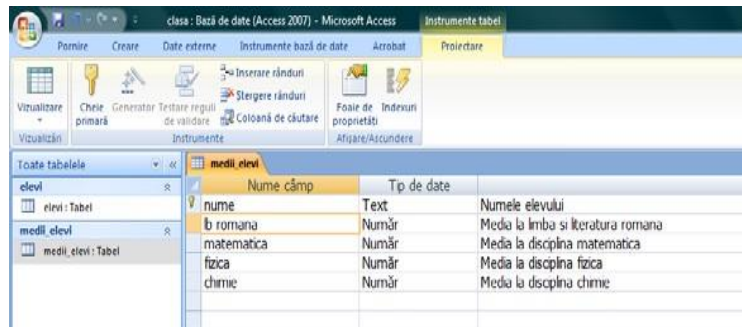 clasa : Bază de date (Access 2007) - Microsoft Access Instrumente tabel
Pornire Creare Date externe Instrumente bază de date Acrobat Proiectare
Vizualizare
Cheie primară
Generator
Testare reguli de validare
Inserare rânduri
Ștergere rânduri
Coloană de căutare
Foaie de proprietăți
Indexuri
Vizualizări Instrumente Afișare/Ascundere
Toate tabelele
elevi
elevi : Tabel
medii_elevi
medii_elevi : Tabel
medii_elevi
Nume câmp Tip de date
nume Text Numele elevului
lb romana Număr Media la limba si literatura romana
matematica Număr Media la disciplina matematica
fizica Număr Media la disciplina fizica
chimie Număr Media la disciplina chimie